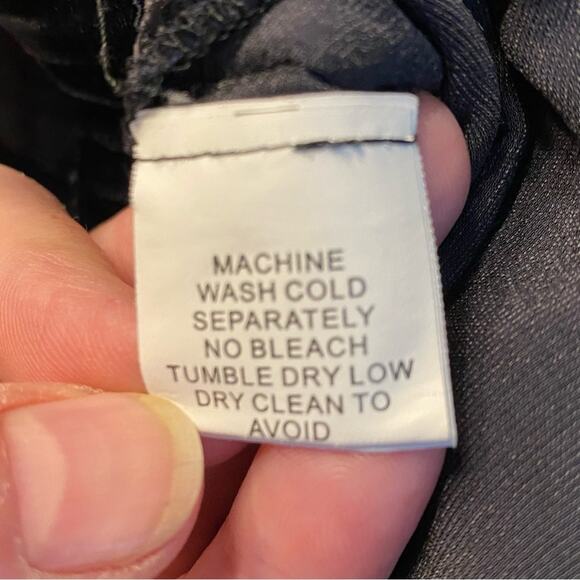 MACHINE
WASH COLD
SEPARATELY
NO BLEACH
TUMBLE DRY LOW
DRY CLEAN TO
AVOID